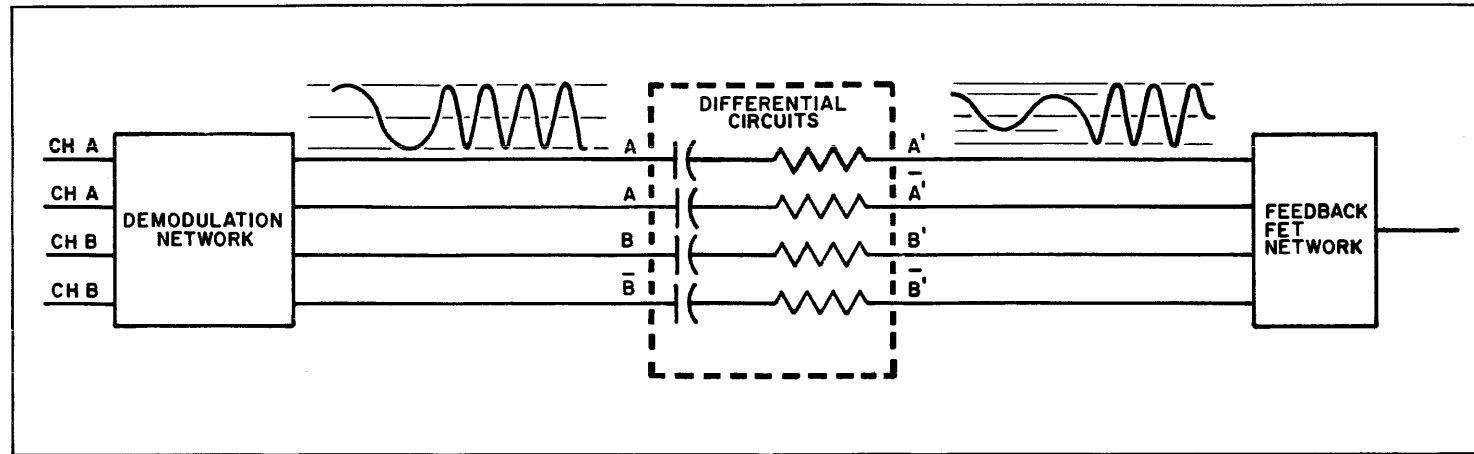 DIFFERENTIAL
CIRCUITS
CH A
A
A'
CH A
A
A̅'
DEMODULATION
NETWORK
CH B
B
B'
FEEDBACK
FET
NETWORK
CH B
B̅
B̅'